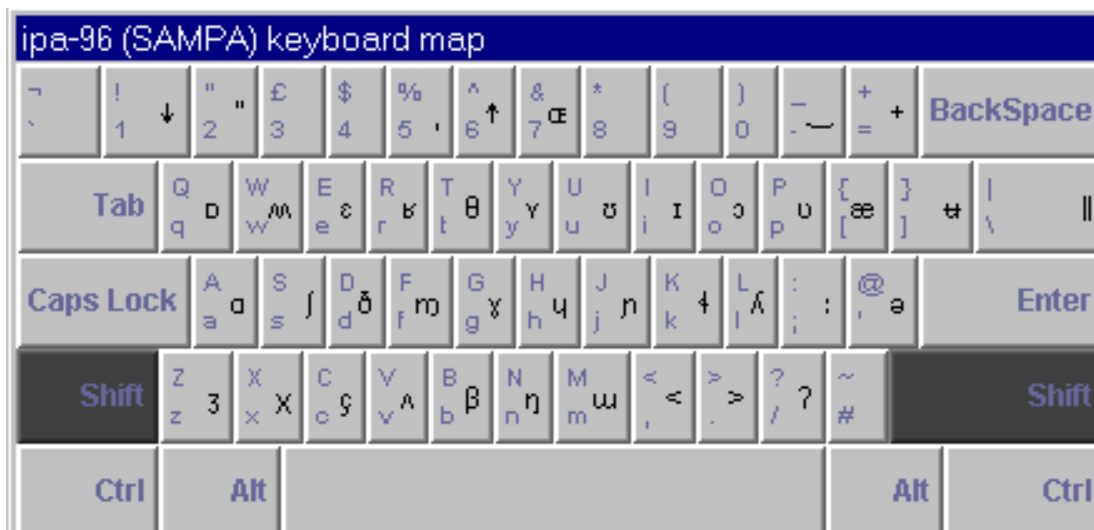 ipa-96 (SAMPA) keyboard map
¬ ! " £ $ % ^ & * ( ) _ + BackSpace
` 1 ↓ 2 " 3 4 5 ˌ 6 ↑ 7 Œ 8 9 0 - ‿ = +
Tab Q W E R T Y U I O P { } |
q ɒ w ʍ e ɛ r ʁ t θ y ʏ u ʊ i ɪ o ɔ p ʋ [ æ ] ʉ \ ‖
Caps Lock A S D F G H J K L : @ Enter
a ɑ s ʃ d ð f ɱ g ɣ h ɥ j ɲ k ɬ l ʎ ; : ' ə
Shift Z X C V B N M < > ? ~ Shift
z ʒ x χ c ç v ʌ b β n ŋ m ɯ , < . > / ʔ #
Ctrl Alt Alt Ctrl